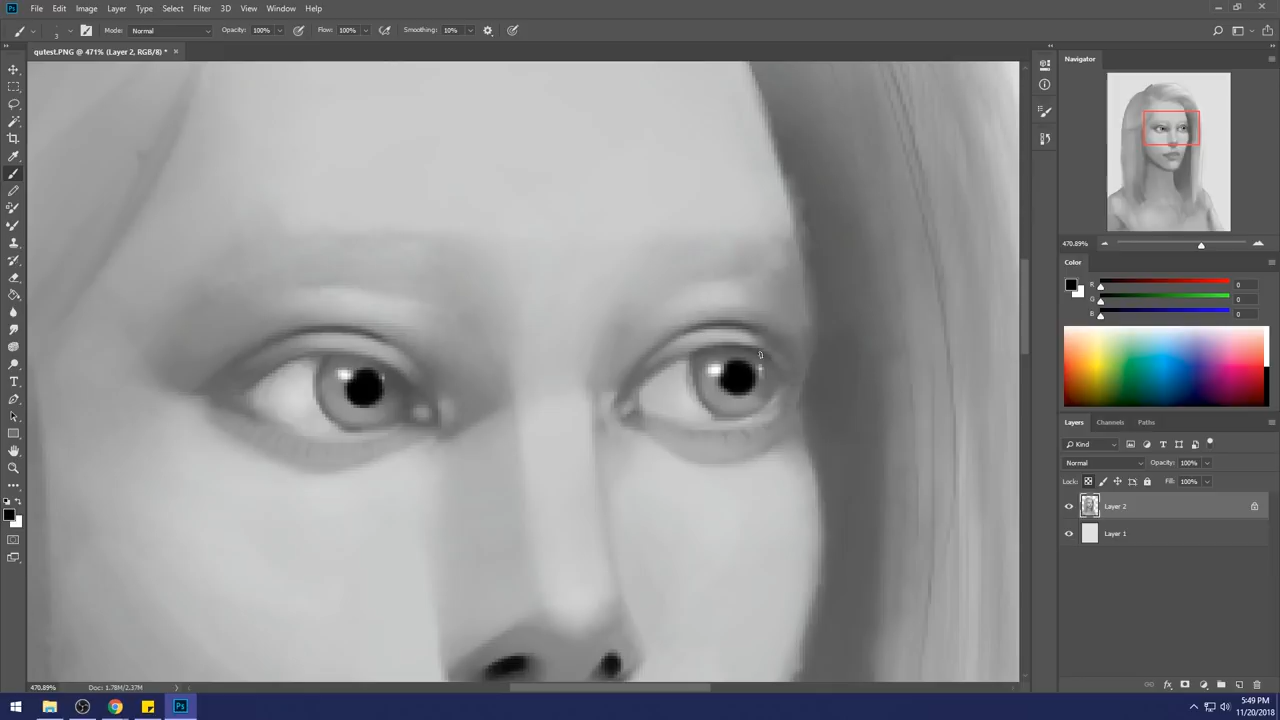 Ps File Edit Image Layer Type Select Filter 3D View Window Help
3 Mode: Normal Opacity: 100% Flow: 100% Smoothing: 10%
qutest.PNG @ 471% (Layer 2, RGB/8) * ×
Navigator
470.89%
Color
R 0
G 0
B 0
Layers Channels Paths
Kind
Normal Opacity: 100%
Lock: Fill: 100%
Layer 2
Layer 1
470.89% Doc: 1.78M/2.37M
Ps
5:49 PM
11/20/2018